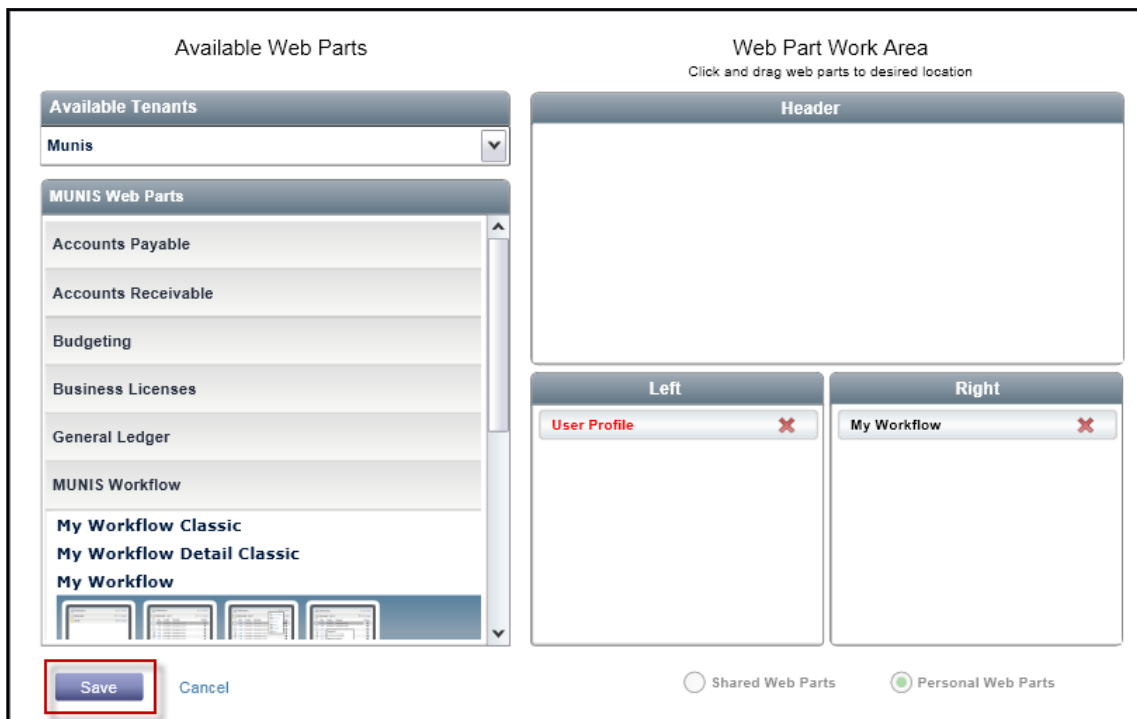 Available Web Parts
Available Tenants
Munis
MUNIS Web Parts
Accounts Payable
Accounts Receivable
Budgeting
Business Licenses
General Ledger
MUNIS Workflow
My Workflow Classic
My Workflow Detail Classic
My Workflow
Save
Cancel
Web Part Work Area
Click and drag web parts to desired location
Header
Left
User Profile
Right
My Workflow
Shared Web Parts
Personal Web Parts